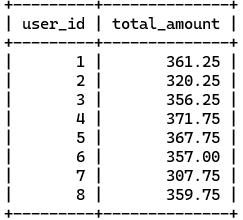 +---------+--------------+
| user_id | total_amount |
+---------+--------------+
|       1 |       361.25 |
|       2 |       320.25 |
|       3 |       356.25 |
|       4 |       371.75 |
|       5 |       367.75 |
|       6 |       357.00 |
|       7 |       307.75 |
|       8 |       359.75 |
+---------+--------------+